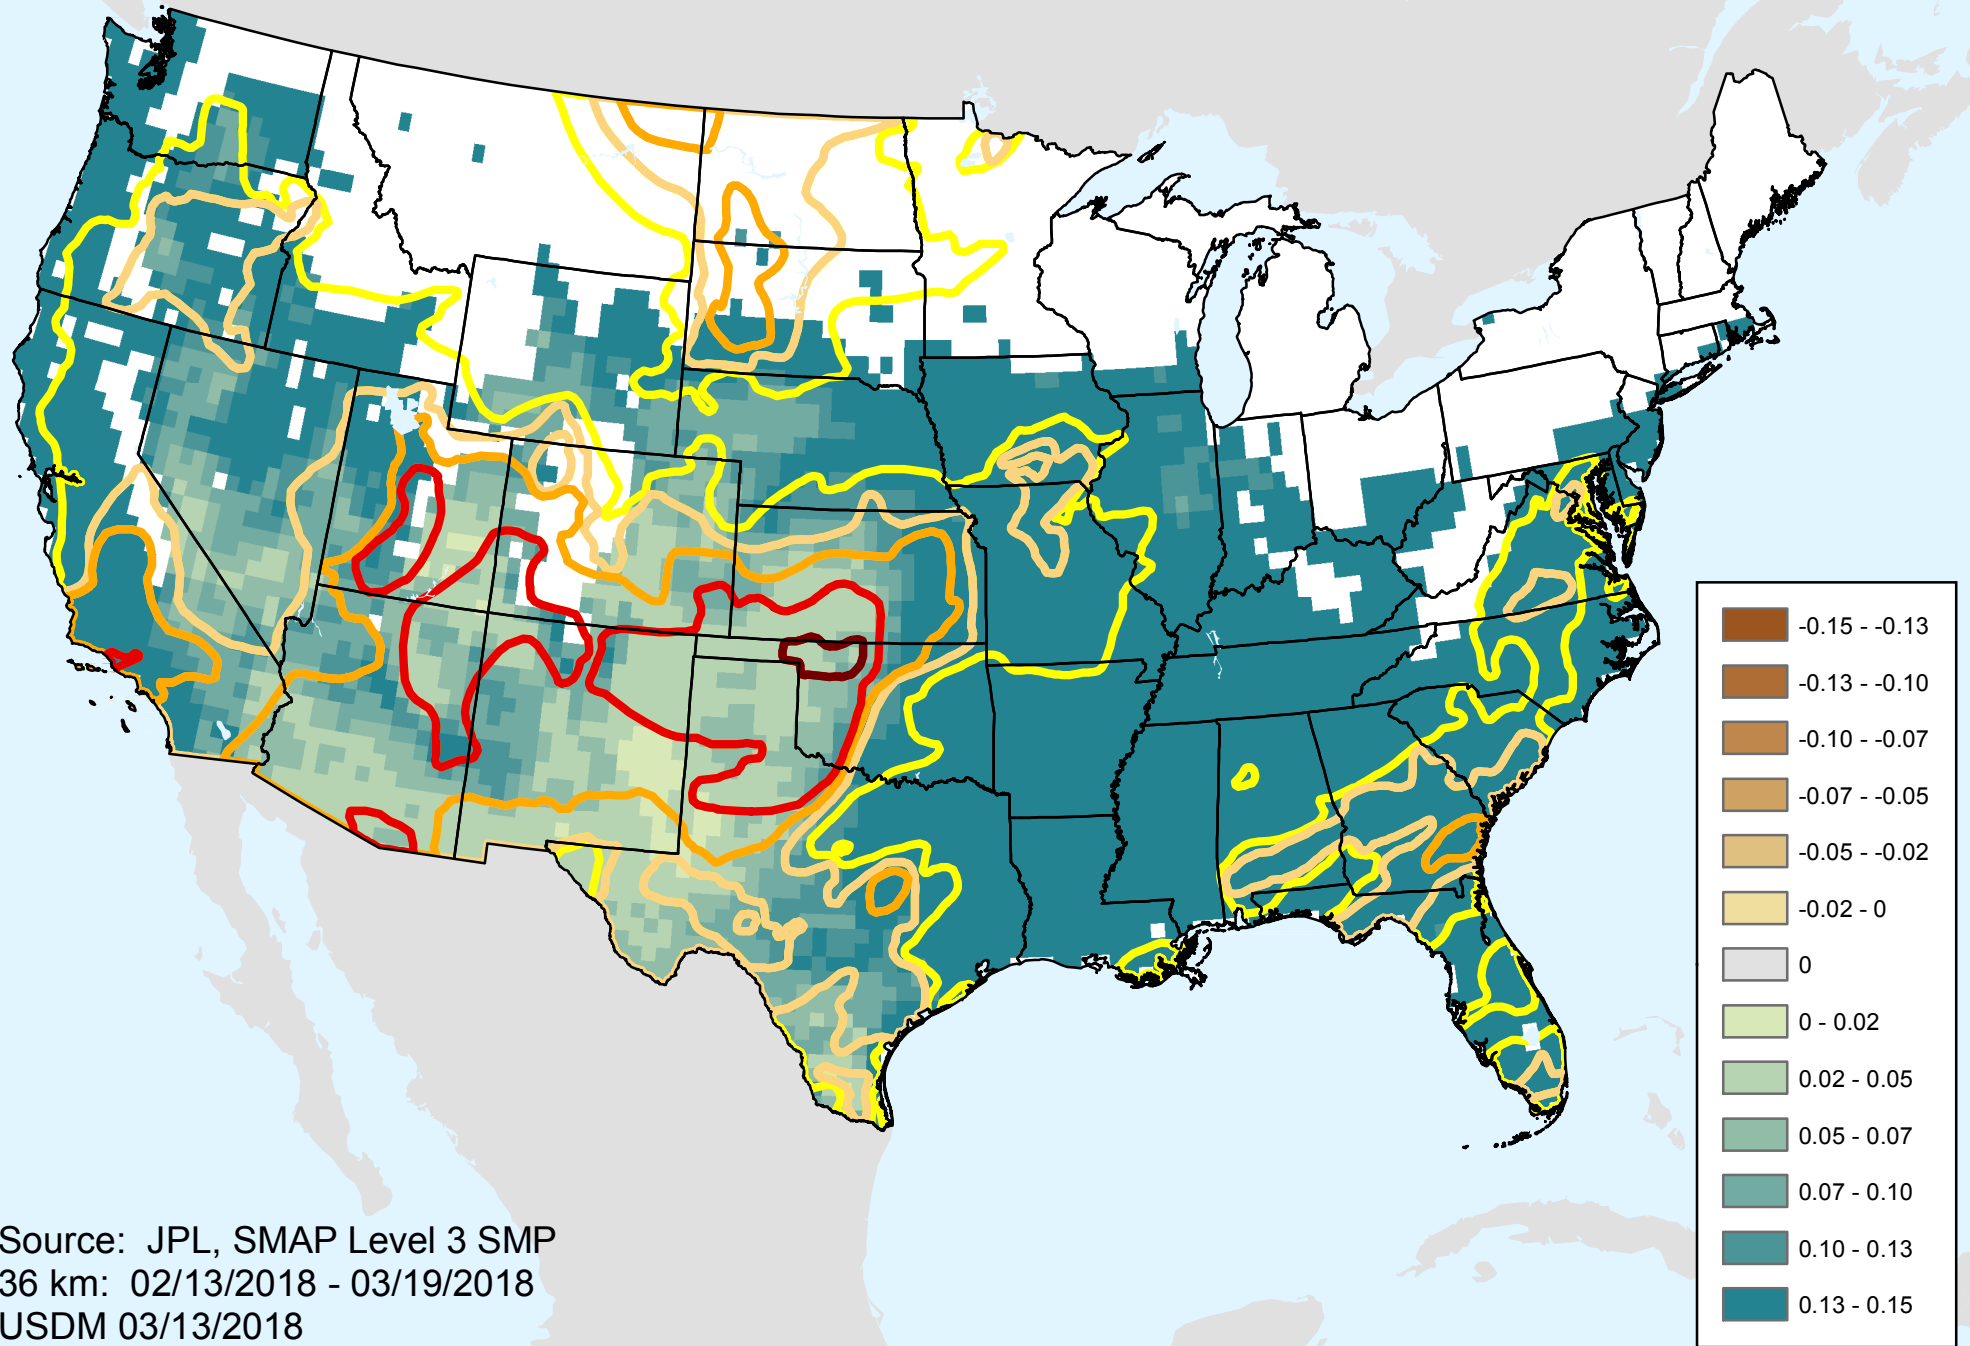 -0.15 - -0.13
-0.13 - -0.10
-0.10 - -0.07
-0.07 - -0.05
-0.05 - -0.02
-0.02 - 0
0
0 - 0.02
0.02 - 0.05
0.05 - 0.07
0.07 - 0.10
0.10 - 0.13
0.13 - 0.15
Source: JPL, SMAP Level 3 SMP
36 km: 02/13/2018 - 03/19/2018
USDM 03/13/2018